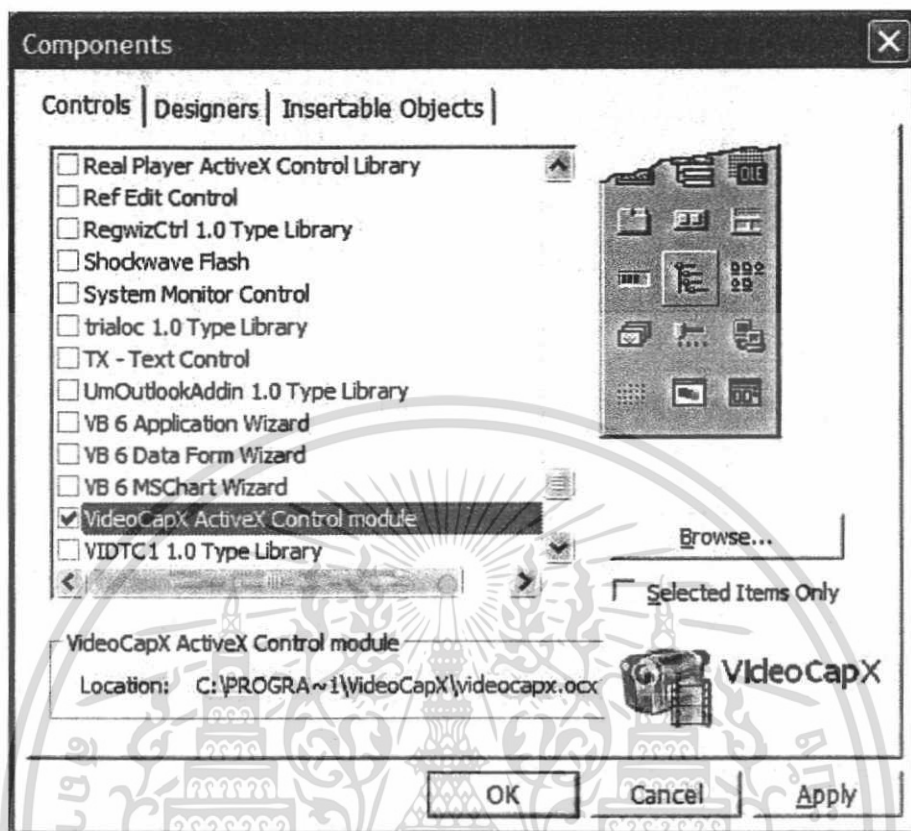 Components
Controls Designers Insertable Objects
Real Player ActiveX Control Library
Ref Edit Control
RegwizCtrl 1.0 Type Library
Shockwave Flash
System Monitor Control
trialoc 1.0 Type Library
TX - Text Control
UmOutlookAddin 1.0 Type Library
VB 6 Application Wizard
VB 6 Data Form Wizard
VB 6 MSChart Wizard
VideoCapX ActiveX Control module
VIDTC1 1.0 Type Library
Browse...
Selected Items Only
VideoCapX ActiveX Control module
Location: C:\PROGRA~1\VideoCapX\videocapx.ocx
VideoCapX
OK Cancel Apply